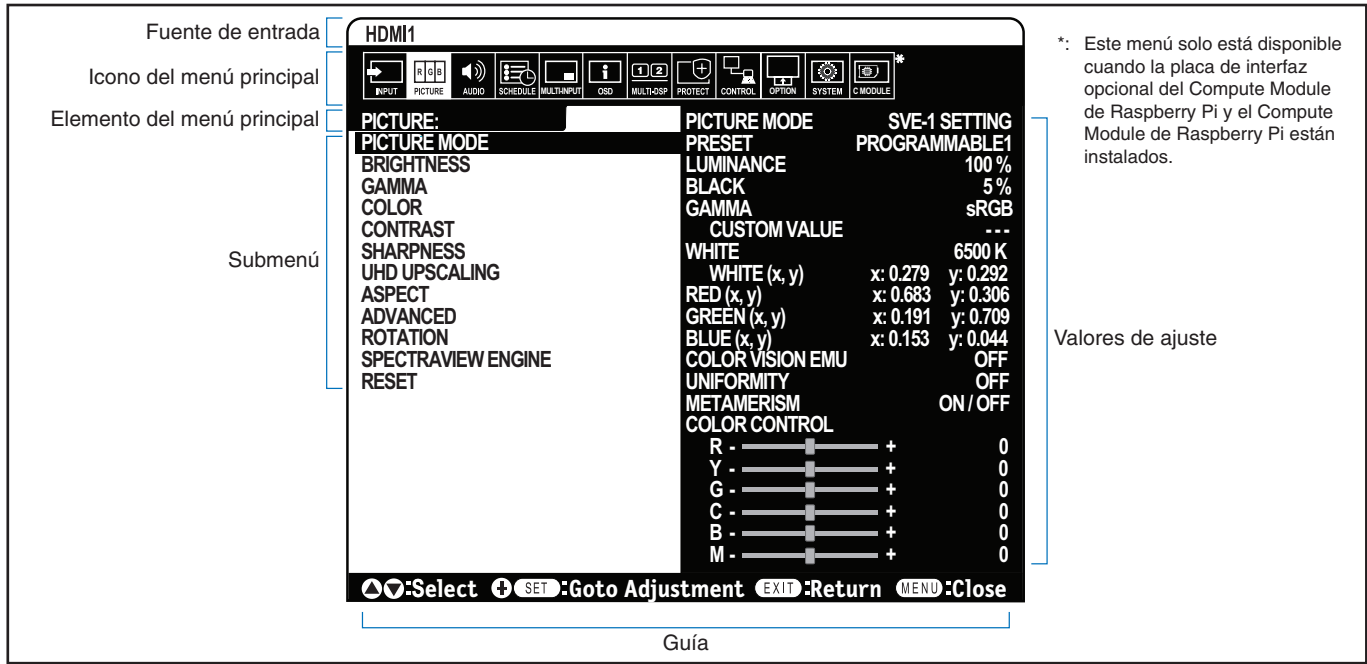 Fuente de entrada
HDMI1
Icono del menú principal
INPUT PICTURE AUDIO SCHEDULE MULTI-INPUT OSD MULTI-DSP PROTECT CONTROL OPTION SYSTEM C MODULE *
R G B
i
1 2
*: Este menú solo está disponible
cuando la placa de interfaz
opcional del Compute Module
de Raspberry Pi y el Compute
Module de Raspberry Pi están
instalados.
Elemento del menú principal
PICTURE:
Submenú
PICTURE MODE
BRIGHTNESS
GAMMA
COLOR
CONTRAST
SHARPNESS
UHD UPSCALING
ASPECT
ADVANCED
ROTATION
SPECTRAVIEW ENGINE
RESET
PICTURE MODE SVE-1 SETTING
PRESET PROGRAMMABLE1
LUMINANCE 100 %
BLACK 5 %
GAMMA sRGB
CUSTOM VALUE - - -
WHITE 6500 K
WHITE (x, y) x: 0.279 y: 0.292
RED (x, y) x: 0.683 y: 0.306
GREEN (x, y) x: 0.191 y: 0.709
BLUE (x, y) x: 0.153 y: 0.044
COLOR VISION EMU OFF
UNIFORMITY OFF
METAMERISM ON / OFF
COLOR CONTROL
R - + 0
Y - + 0
G - + 0
C - + 0
B - + 0
M - + 0
Valores de ajuste
:Select SET :Goto Adjustment EXIT :Return MENU :Close
Guía